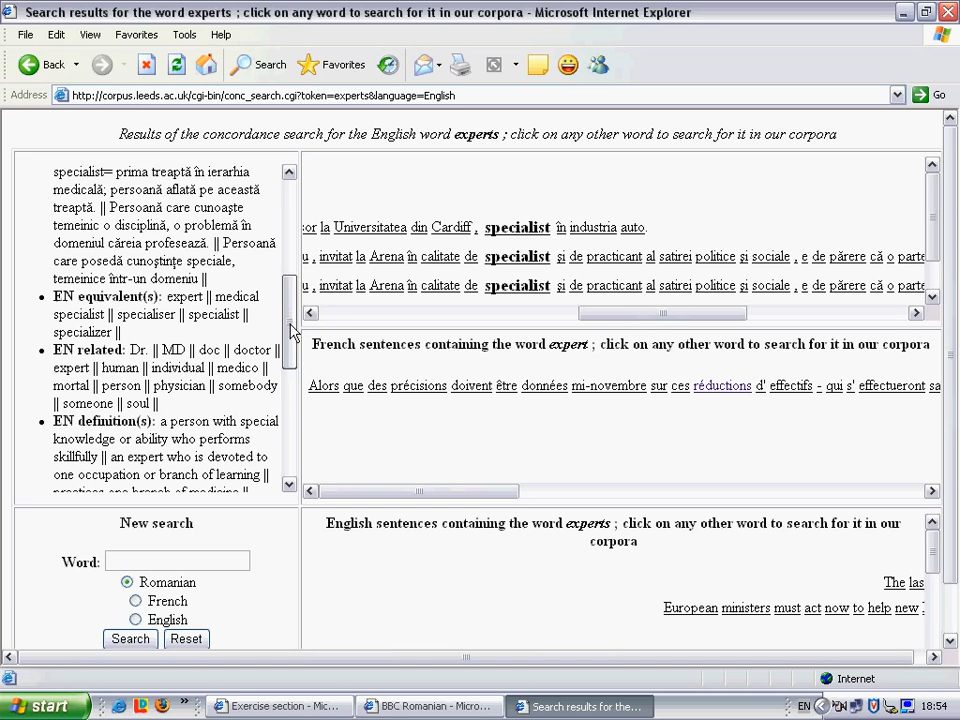 Search results for the word experts ; click on any word to search for it in our corpora - Microsoft Internet Explorer
File Edit View Favorites Tools Help
Back Search Favorites
Address http://corpus.leeds.ac.uk/cgi-bin/conc_search.cgi?token=experts&language=English Go
Results of the concordance search for the English word experts ; click on any other word to search for it in our corpora
specialist= prima treaptă în ierarhia
medicală; persoană aflată pe această
treaptă. || Persoană care cunoaşte
temeinic o disciplină, o problemă în
domeniul căreia profesează. || Persoană
care posedă cunoştinţe speciale,
temeinice într-un domeniu ||
EN equivalent(s): expert || medical
specialist || specialiser || specialist ||
specializer ||
EN related: Dr. || MD || doc || doctor ||
expert || human || individual || medico ||
mortal || person || physician || somebody
|| someone || soul ||
EN definition(s): a person with special
knowledge or ability who performs
skillfully || an expert who is devoted to
one occupation or branch of learning ||
practices one branch of medicine ||
sor la Universitatea din Cardiff , specialist în industria auto.
u , invitat la Arena în calitate de specialist şi de practicant al satirei politice şi sociale , e de părere că o parte
u , invitat la Arena în calitate de specialist şi de practicant al satirei politice şi sociale , e de părere că o parte
French sentences containing the word expert ; click on any other word to search for it in our corpora
Alors que des précisions doivent être données mi-novembre sur ces réductions d' effectifs - qui s' effectueront sa
New search
Word:
Romanian
French
English
Search Reset
English sentences containing the word experts ; click on any other word to search for it in our
corpora
The las
European ministers must act now to help new
Internet
start Exercise section - Mic... BBC Romanian - Micro... Search results for the... EN 18:54